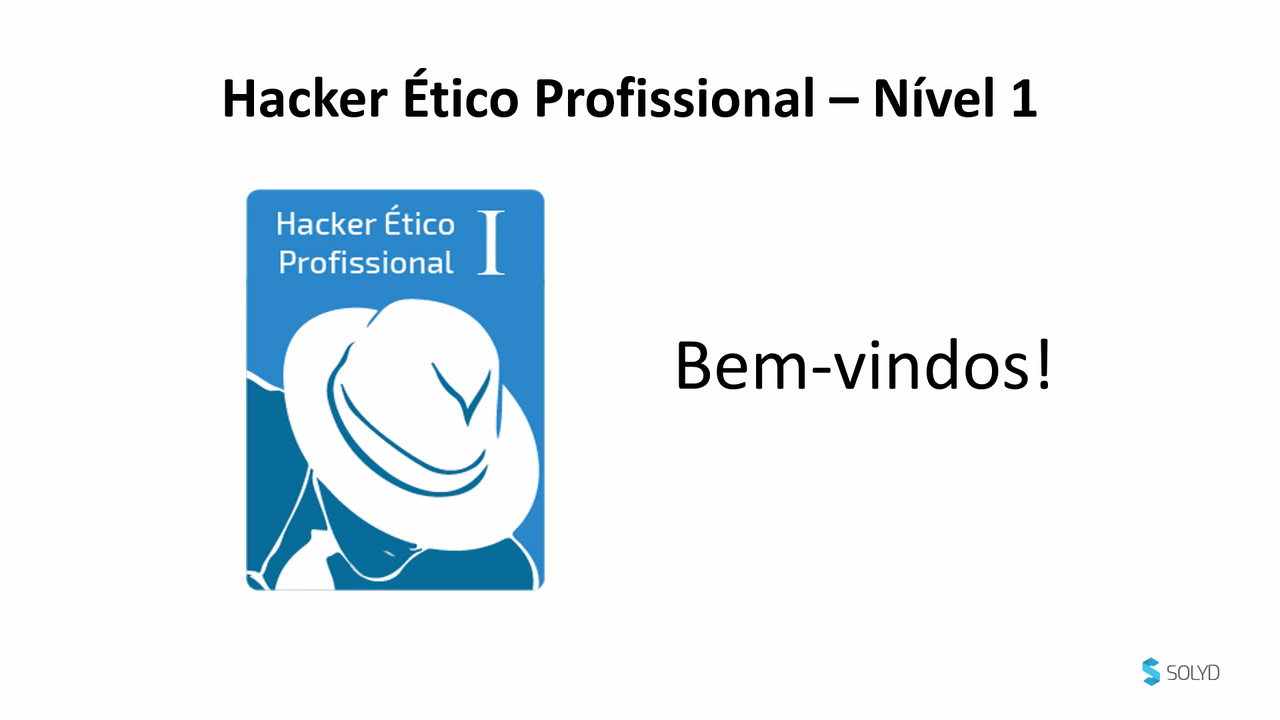 Hacker Ético Profissional – Nível 1
Hacker Ético
Profissional
I
Bem-vindos!
SOLYD